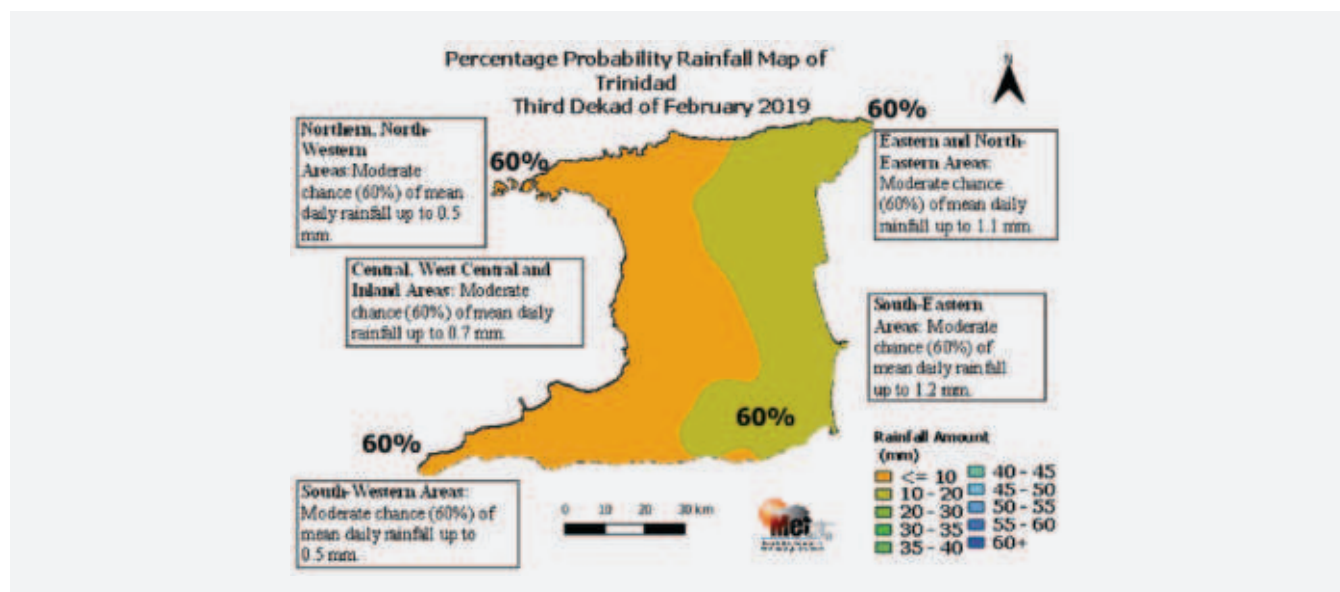 Percentage Probability Rainfall Map of
Trinidad
Third Dekad of February 2019
N
60%
Northern, North-
Western
Areas:Moderate
chance (60%) of mean
daily rainfall up to 0.5
mm.
60%
Eastern and North-
Eastern Areas:
Moderate chance
(60%) of mean daily
rainfall up to 1.1 mm.
Central, West Central and
Inland Areas: Moderate
chance (60%) of mean daily
rainfall up to 0.7 mm.
South-Eastern
Areas: Moderate
chance (60%) of
mean daily rainfall
up to 1.2 mm.
60%
60%
South-Western Areas:
Moderate chance (60%) of
mean daily rainfall up to
0.5 mm.
0 10 20 30 km
Met
Rainfall Amount
(mm)
<= 10
10 - 20
20 - 30
30 - 35
35 - 40
40 - 45
45 - 50
50 - 55
55 - 60
60+